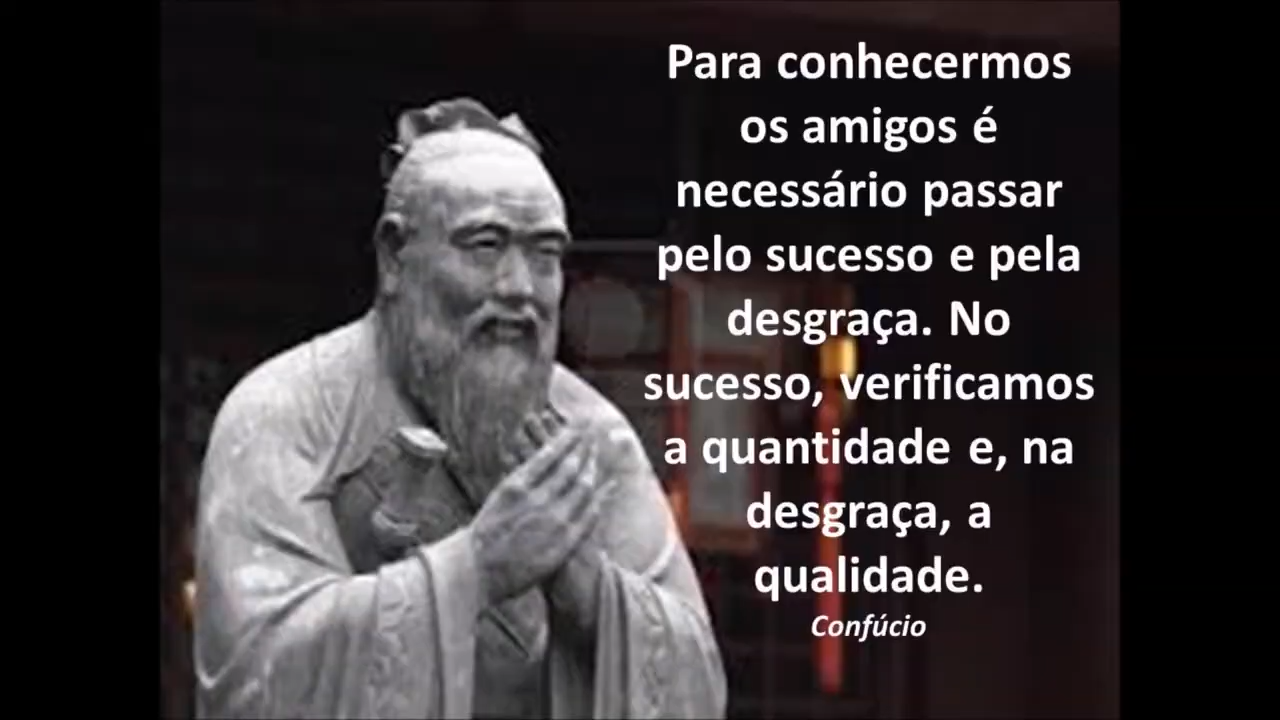 Para conhecermos
os amigos é
necessário passar
pelo sucesso e pela
desgraça. No
sucesso, verificamos
a quantidade e, na
desgraça, a
qualidade.
Confúcio